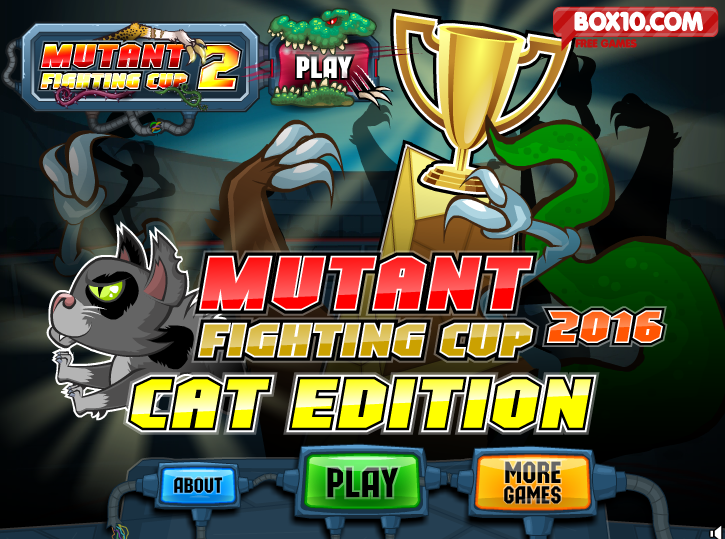 MUTANT
FIGHTING CUP 2
PLAY
BOX10.COM
FREE GAMES
MUTANT
FIGHTING CUP 2016
CAT EDITION
ABOUT
PLAY
MORE
GAMES